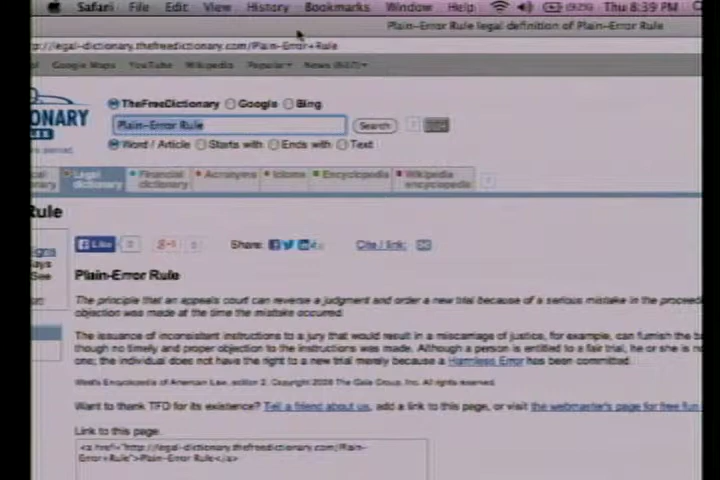 Safari File Edit View History Bookmarks Window Help Thu 8:39 PM
Plain-Error Rule legal definition of Plain-Error Rule
legal-dictionary.thefreedictionary.com/Plain-Error+Rule
Google Maps YouTube Wikipedia Popular News
TheFreeDictionary Google Bing
Plain-Error Rule Search
Word / Article Starts with Ends with Text
Legal dictionary Financial dictionary Acronyms Idioms Encyclopedia Wikipedia encyclopedia
Rule
Like 0 0 Share: Cite / link:
Plain-Error Rule
The principle that an appeals court can reverse a judgment and order a new trial because of a serious mistake in the
objection was made at the time the mistake occurred.
The issuance of inconsistent instructions to a jury that would result in a miscarriage of justice, for example, can furnish the
though no timely and proper objection to the instructions was made. Although a person is entitled to a fair trial, he or she is
one; the individual does not have the right to a new trial merely because a Harmless Error has been committed.
West's Encyclopedia of American Law, edition 2. Copyright 2008 The Gale Group, Inc. All rights reserved.
Want to thank TFD for its existence? Tell a friend about us, add a link to this page, or visit the webmaster's page for free fun
Link to this page:
<a href="http://legal-dictionary.thefreedictionary.com/Plain-
Error+Rule">Plain-Error Rule</a>